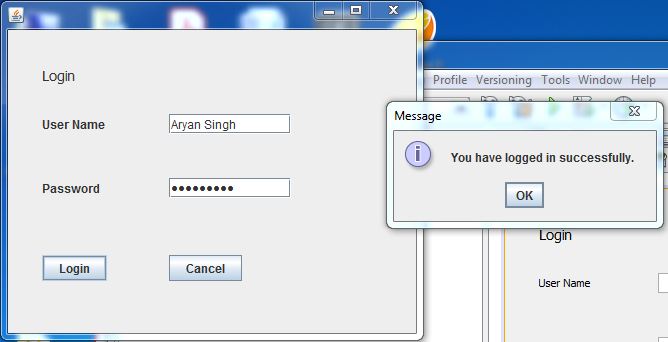 Login
User Name
Aryan Singh
Password
●●●●●●●●●
Login
Cancel
Profile Versioning Tools Window Help
Message
You have logged in successfully.
OK
Login
User Name